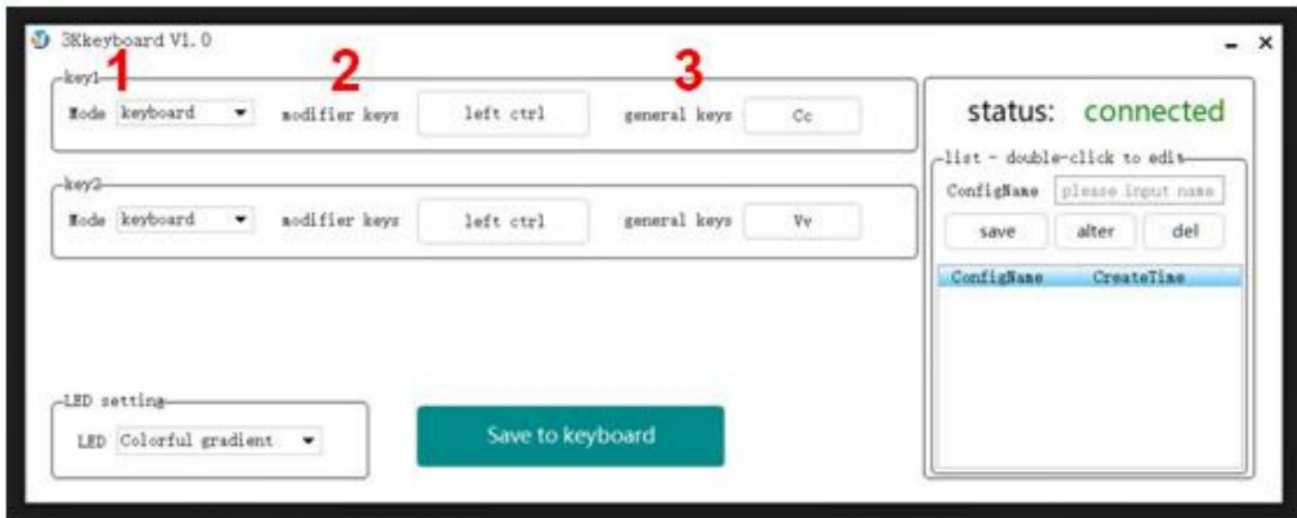 3Kkeyboard V1.0
1 2 3
key1
Mode keyboard modifier keys left ctrl general keys Cc
key2
Mode keyboard modifier keys left ctrl general keys Vv
LED setting
LED Colorful gradient
Save to keyboard
status: connected
list - double-click to edit
ConfigName please input name
save alter del
ConfigName CreateTime